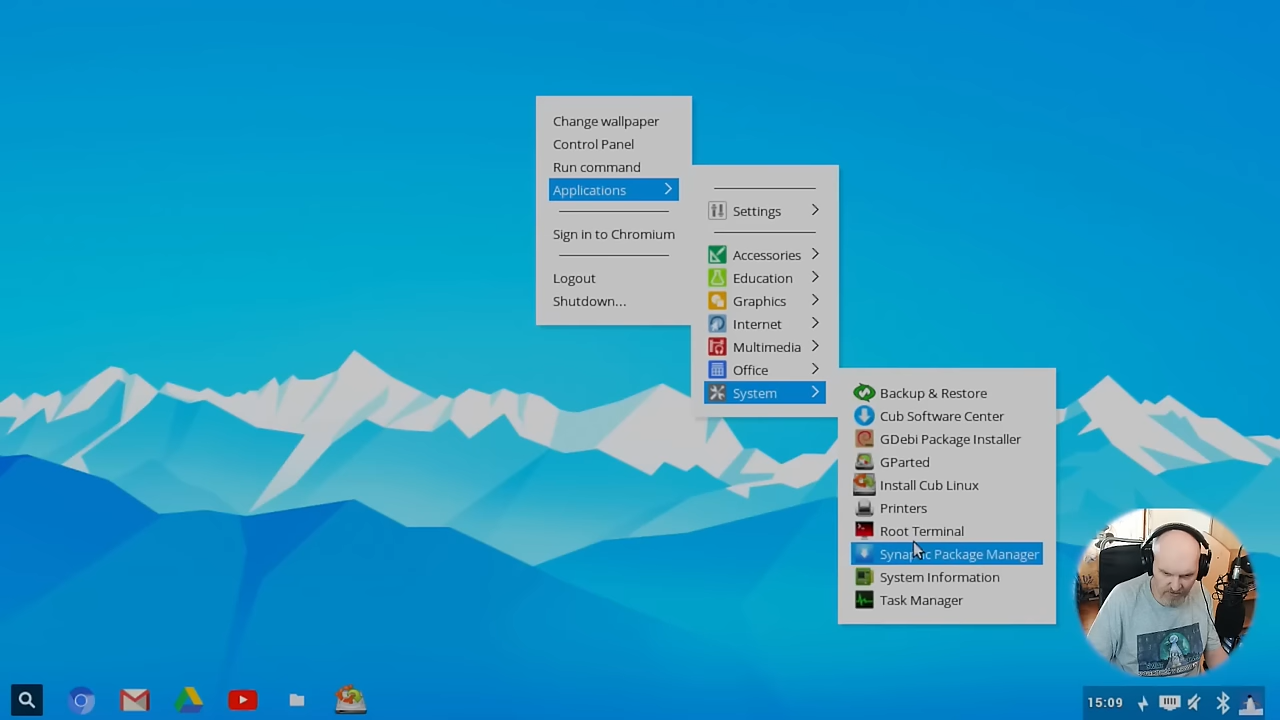 Change wallpaper
Control Panel
Run command
Applications
Sign in to Chromium
Logout
Shutdown...
Settings
Accessories
Education
Graphics
Internet
Multimedia
Office
System
Backup & Restore
Cub Software Center
GDebi Package Installer
GParted
Install Cub Linux
Printers
Root Terminal
Synaptic Package Manager
System Information
Task Manager
15:09